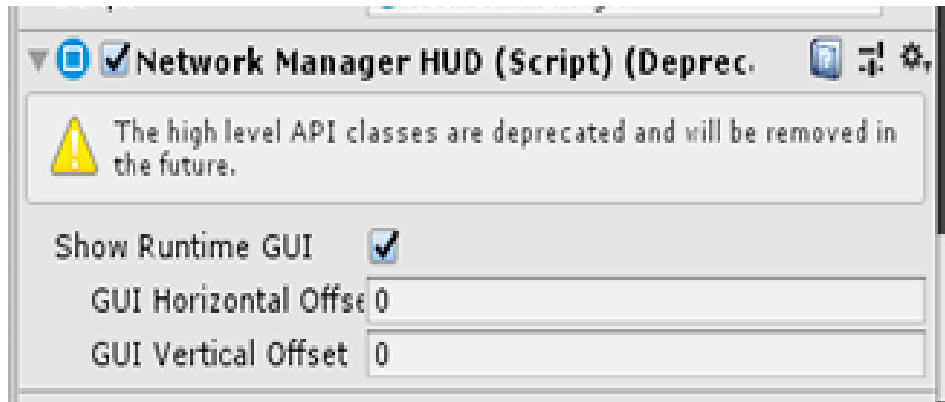 Network Manager HUD (Script) (Deprec.
The high level API classes are deprecated and will be removed in
the future.
Show Runtime GUI
GUI Horizontal Offse 0
GUI Vertical Offset 0